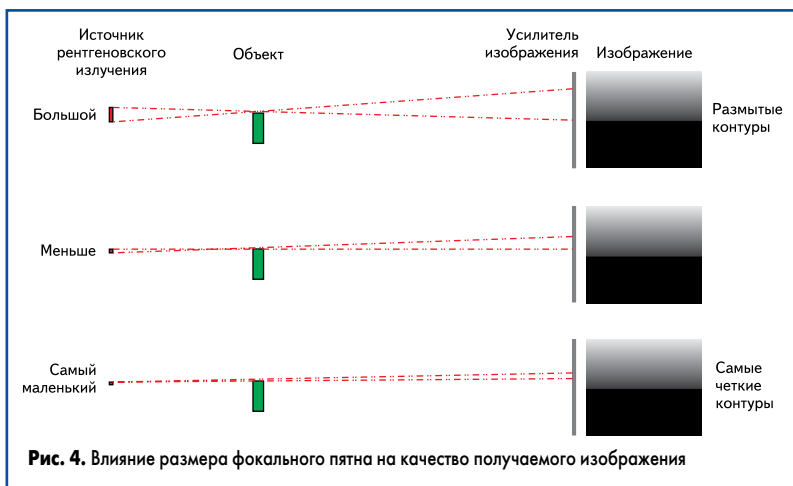 Источник
рентгеновского
излучения
Объект
Усилитель
изображения
Изображение
Большой
Размытые
контуры
Меньше
Самый
маленький
Самые
четкие
контуры
Рис. 4. Влияние размера фокального пятна на качество получаемого изображения